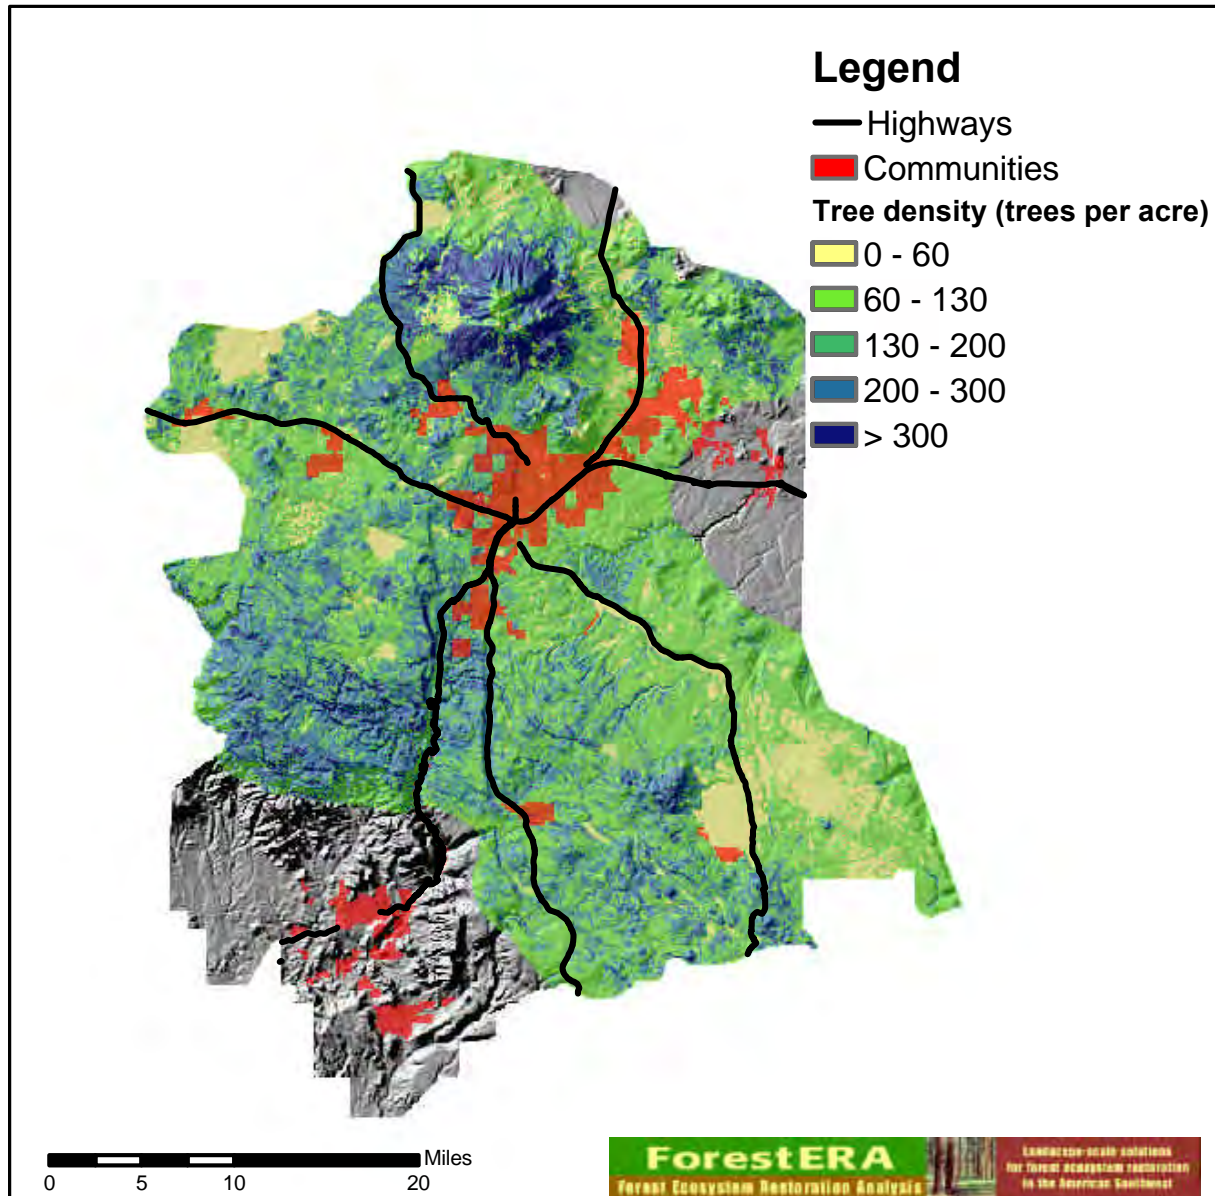 Legend
Highways
Communities
Tree density (trees per acre)
0 - 60
60 - 130
130 - 200
200 - 300
> 300
Miles
0 5 10 20
ForestERA
Forest Ecosystem Restoration Analysis
Landscape-scale solutions
for forest ecosystem restoration
in the American Southwest